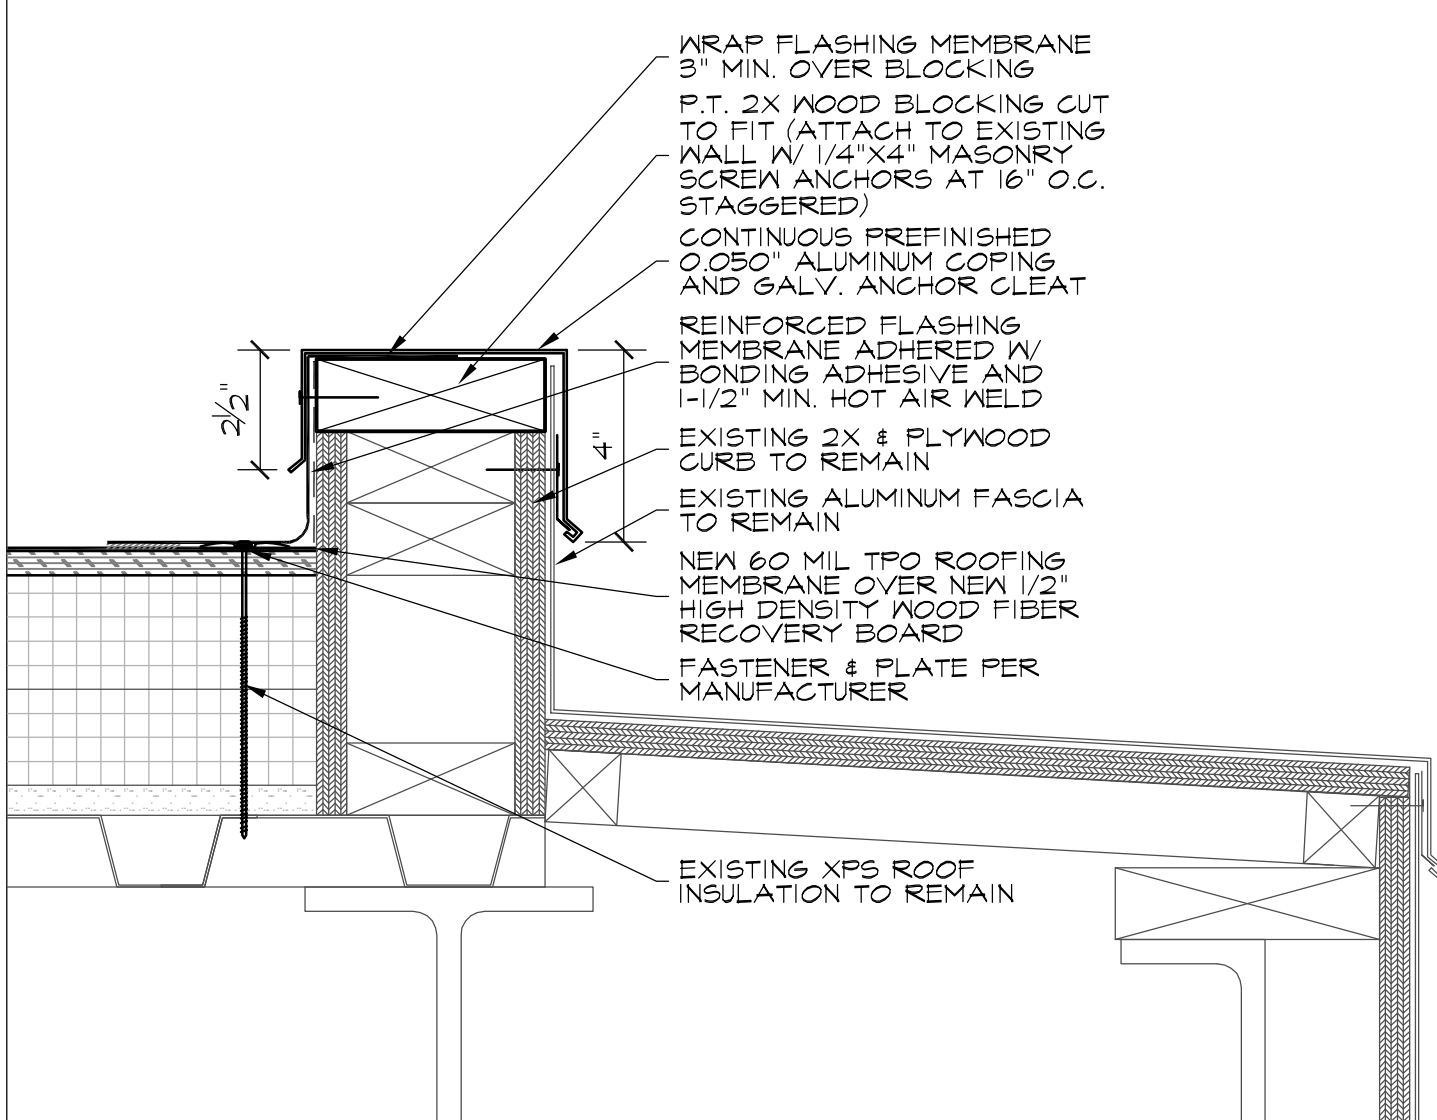 WRAP FLASHING MEMBRANE
3" MIN. OVER BLOCKING
P.T. 2X WOOD BLOCKING CUT
TO FIT (ATTACH TO EXISTING
WALL W/ 1/4"X4" MASONRY
SCREW ANCHORS AT 16" O.C.
STAGGERED)
CONTINUOUS PREFINISHED
0.050" ALUMINUM COPING
AND GALV. ANCHOR CLEAT
REINFORCED FLASHING
MEMBRANE ADHERED W/
BONDING ADHESIVE AND
1-1/2" MIN. HOT AIR WELD
2 1/2"
4"
EXISTING 2X & PLYWOOD
CURB TO REMAIN
EXISTING ALUMINUM FASCIA
TO REMAIN
NEW 60 MIL TPO ROOFING
MEMBRANE OVER NEW 1/2"
HIGH DENSITY WOOD FIBER
RECOVERY BOARD
FASTENER & PLATE PER
MANUFACTURER
EXISTING XPS ROOF
INSULATION TO REMAIN